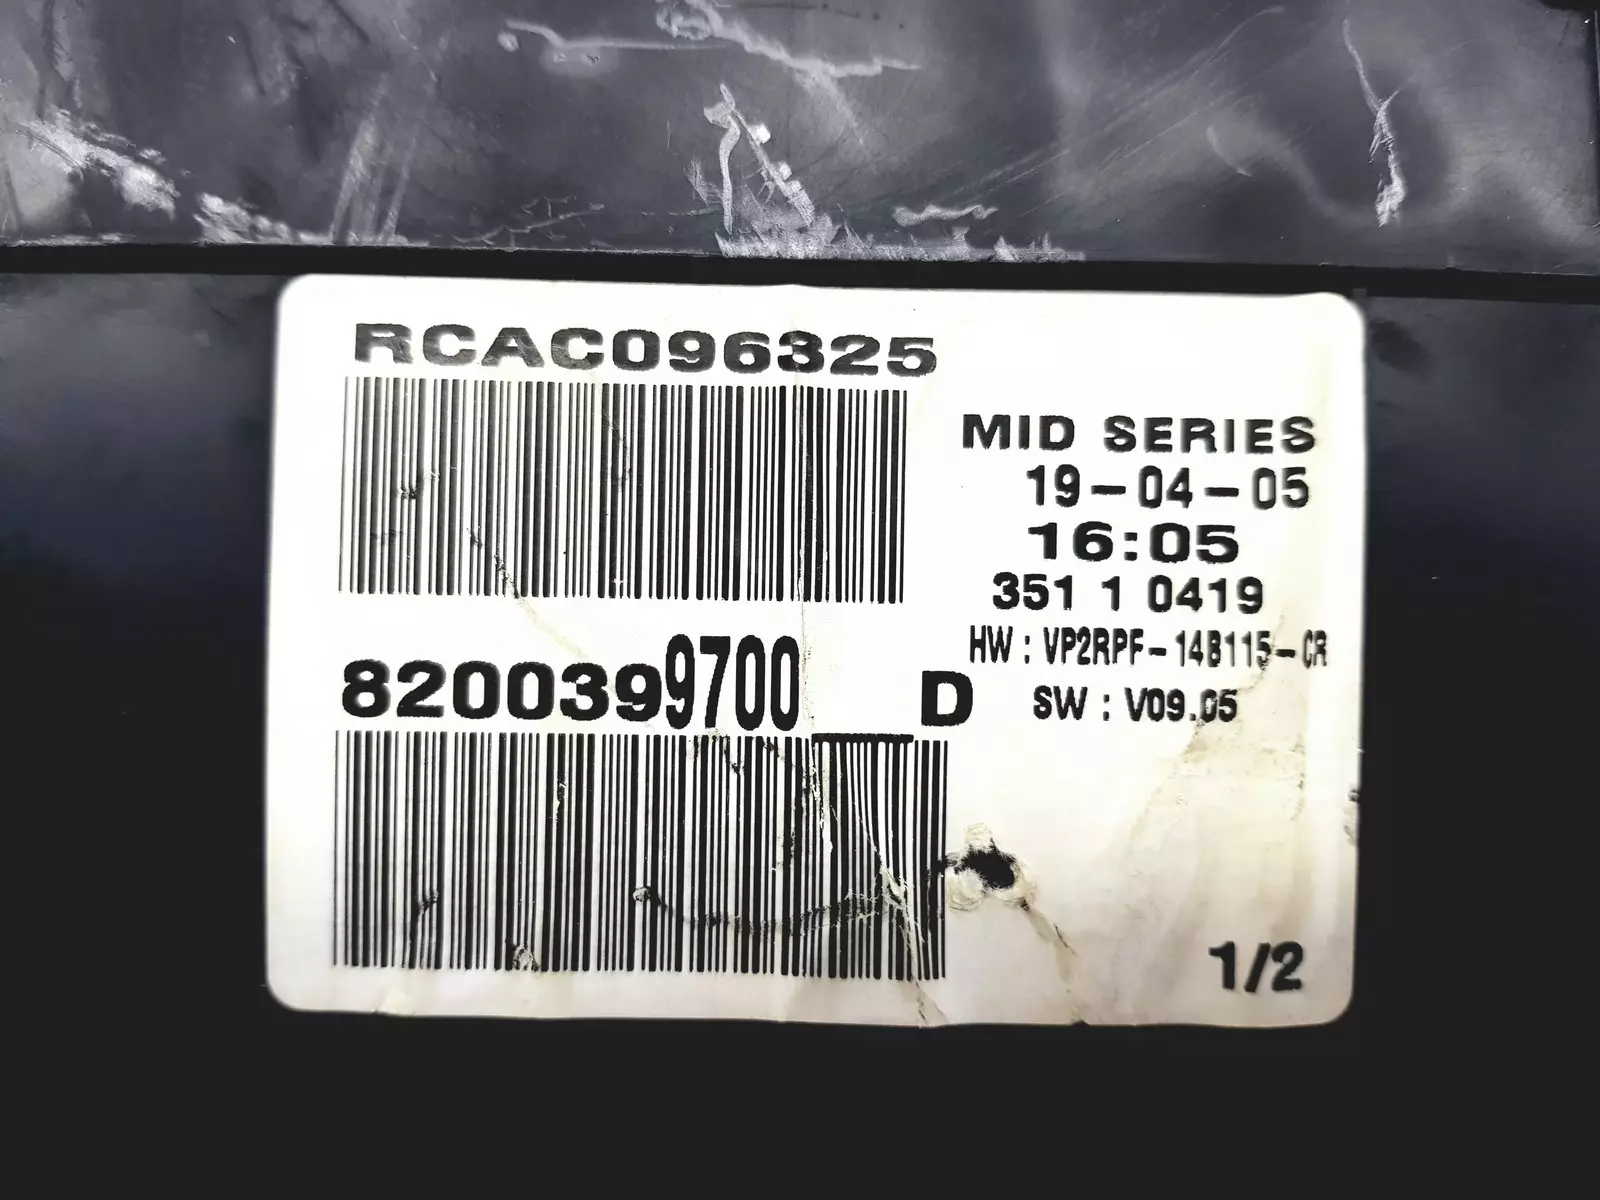 RCAC096325
MID SERIES
19-04-05
16:05
351 1 0419
HW : VP2RPF-14B115-CR
SW : V09.05
8200399700___D
1/2